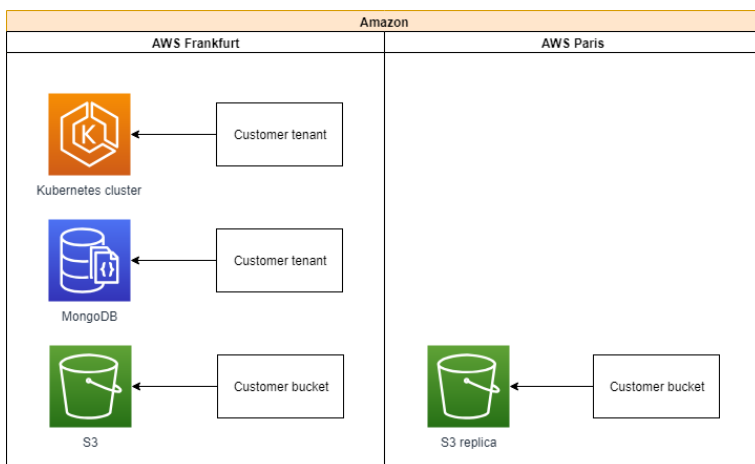 Amazon
AWS Frankfurt
AWS Paris
K
Customer tenant
Kubernetes cluster
{}
Customer tenant
MongoDB
Customer bucket
S3
Customer bucket
S3 replica